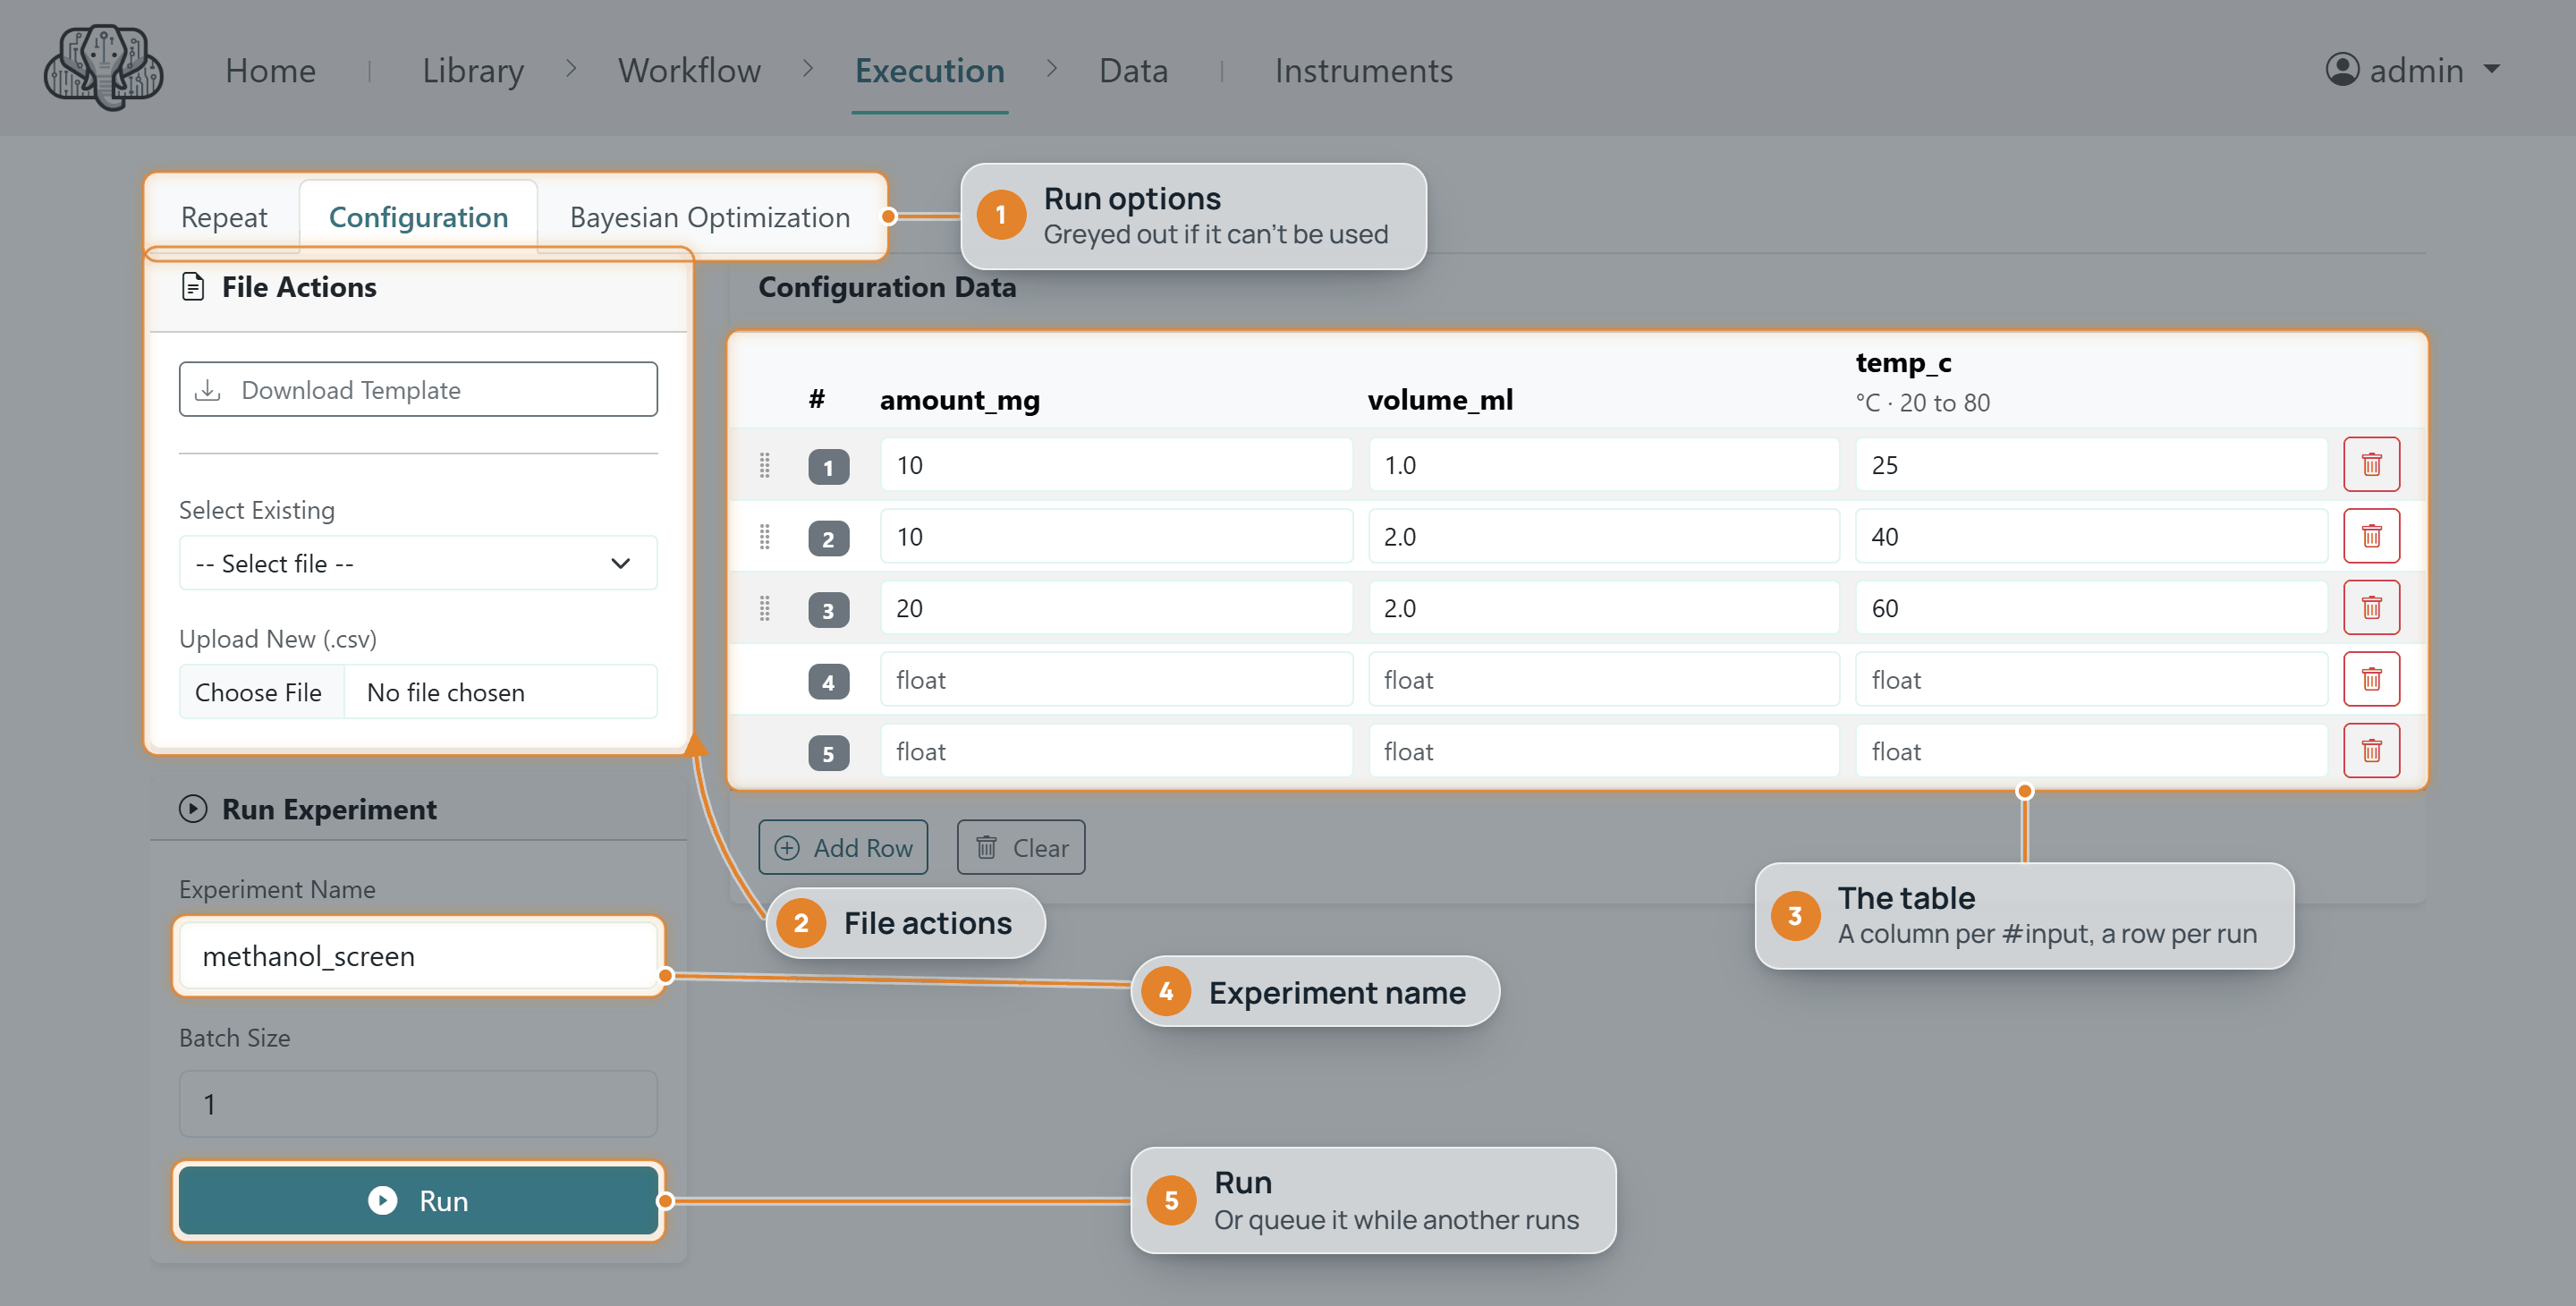 Home | Library > Workflow > Execution > Data | Instruments
admin
Repeat
Configuration
Bayesian Optimization
1
Run options
Greyed out if it can't be used
File Actions
Download Template
Select Existing
-- Select file --
Upload New (.csv)
Choose File
No file chosen
Configuration Data
# amount_mg volume_ml temp_c
°C · 20 to 80
1 10 1.0 25
2 10 2.0 40
3 20 2.0 60
4 float float float
5 float float float
Add Row
Clear
2
File actions
3
The table
A column per #input, a row per run
Run Experiment
Experiment Name
methanol_screen
4
Experiment name
Batch Size
1
Run
5
Run
Or queue it while another runs